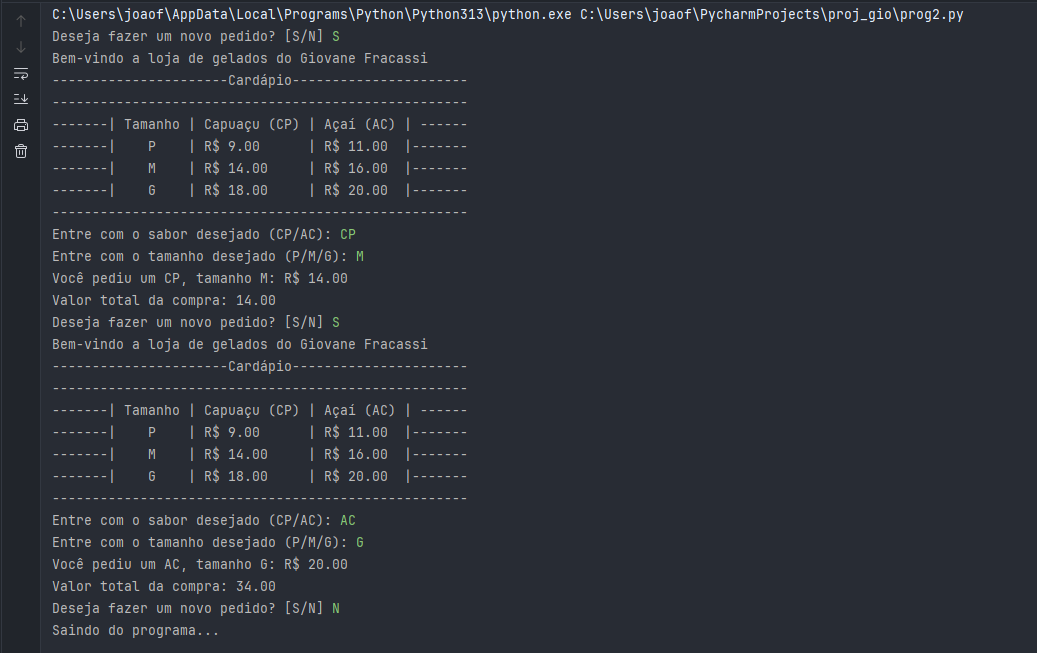 C:\Users\joaof\AppData\Local\Programs\Python\Python313\python.exe C:\Users\joaof\PycharmProjects\proj_gio\prog2.py
Deseja fazer um novo pedido? [S/N] S
Bem-vindo a loja de gelados do Giovane Fracassi
----------------------Cardápio----------------------
----------------------------------------------------
-------| Tamanho | Capuaçu (CP) | Açaí (AC) | ------
-------|    P    | R$ 9.00      | R$ 11.00  |-------
-------|    M    | R$ 14.00     | R$ 16.00  |-------
-------|    G    | R$ 18.00     | R$ 20.00  |-------
----------------------------------------------------
Entre com o sabor desejado (CP/AC): CP
Entre com o tamanho desejado (P/M/G): M
Você pediu um CP, tamanho M: R$ 14.00
Valor total da compra: 14.00
Deseja fazer um novo pedido? [S/N] S
Bem-vindo a loja de gelados do Giovane Fracassi
----------------------Cardápio----------------------
----------------------------------------------------
-------| Tamanho | Capuaçu (CP) | Açaí (AC) | ------
-------|    P    | R$ 9.00      | R$ 11.00  |-------
-------|    M    | R$ 14.00     | R$ 16.00  |-------
-------|    G    | R$ 18.00     | R$ 20.00  |-------
----------------------------------------------------
Entre com o sabor desejado (CP/AC): AC
Entre com o tamanho desejado (P/M/G): G
Você pediu um AC, tamanho G: R$ 20.00
Valor total da compra: 34.00
Deseja fazer um novo pedido? [S/N] N
Saindo do programa...